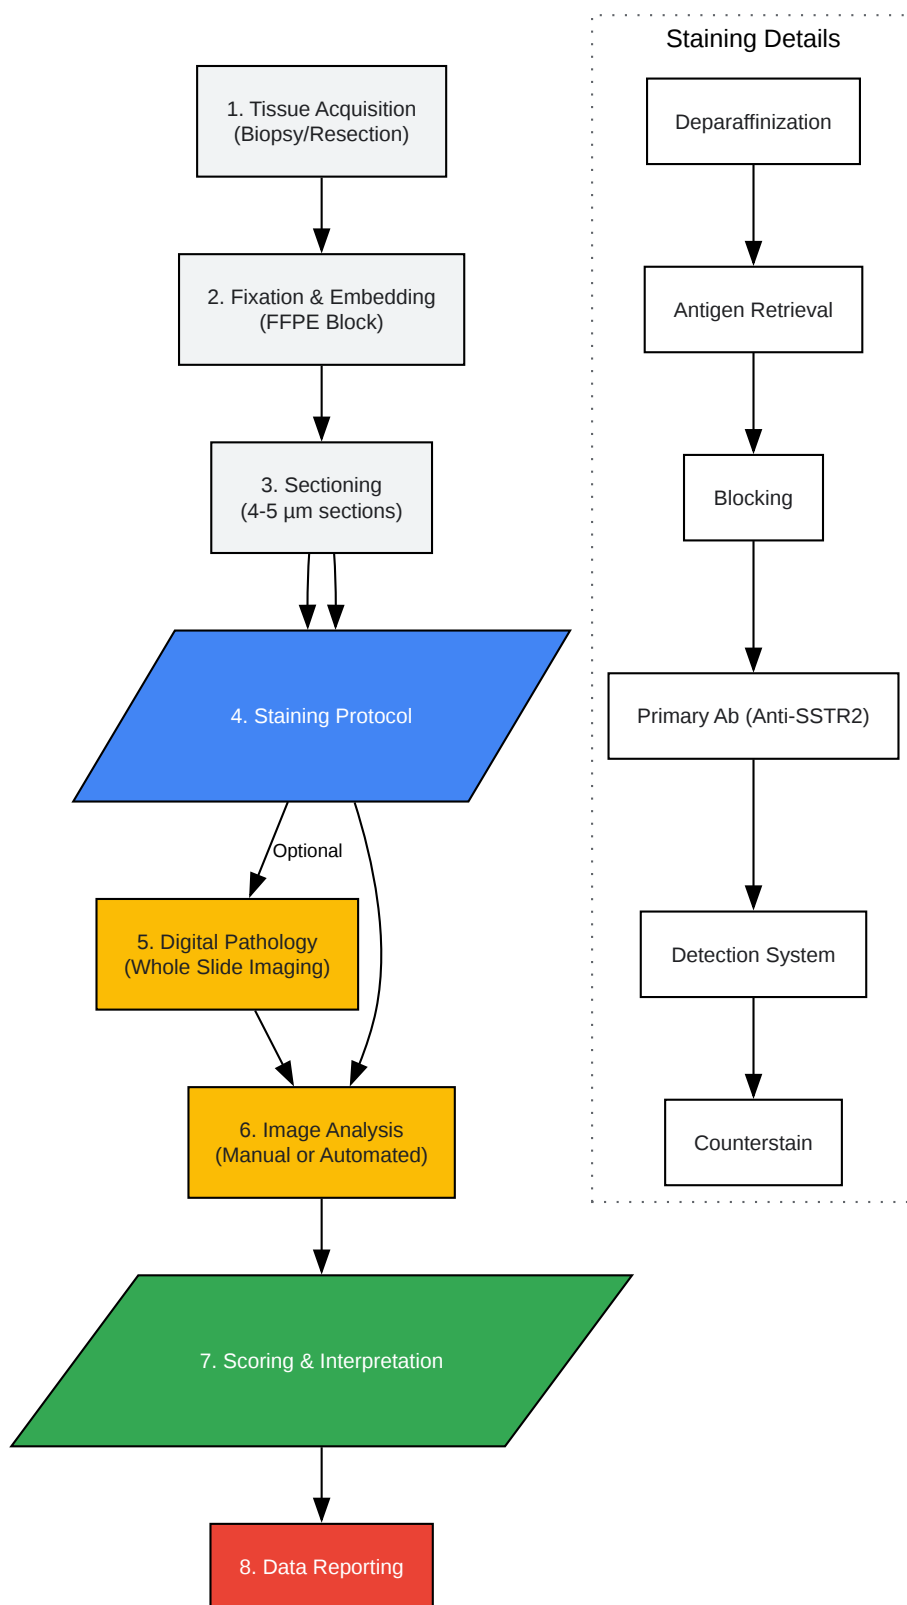 1. Tissue Acquisition
(Biopsy/Resection)
2. Fixation & Embedding
(FFPE Block)
3. Sectioning
(4-5 µm sections)
4. Staining Protocol
Optional
5. Digital Pathology
(Whole Slide Imaging)
6. Image Analysis
(Manual or Automated)
7. Scoring & Interpretation
8. Data Reporting
Staining Details
Deparaffinization
Antigen Retrieval
Blocking
Primary Ab (Anti-SSTR2)
Detection System
Counterstain